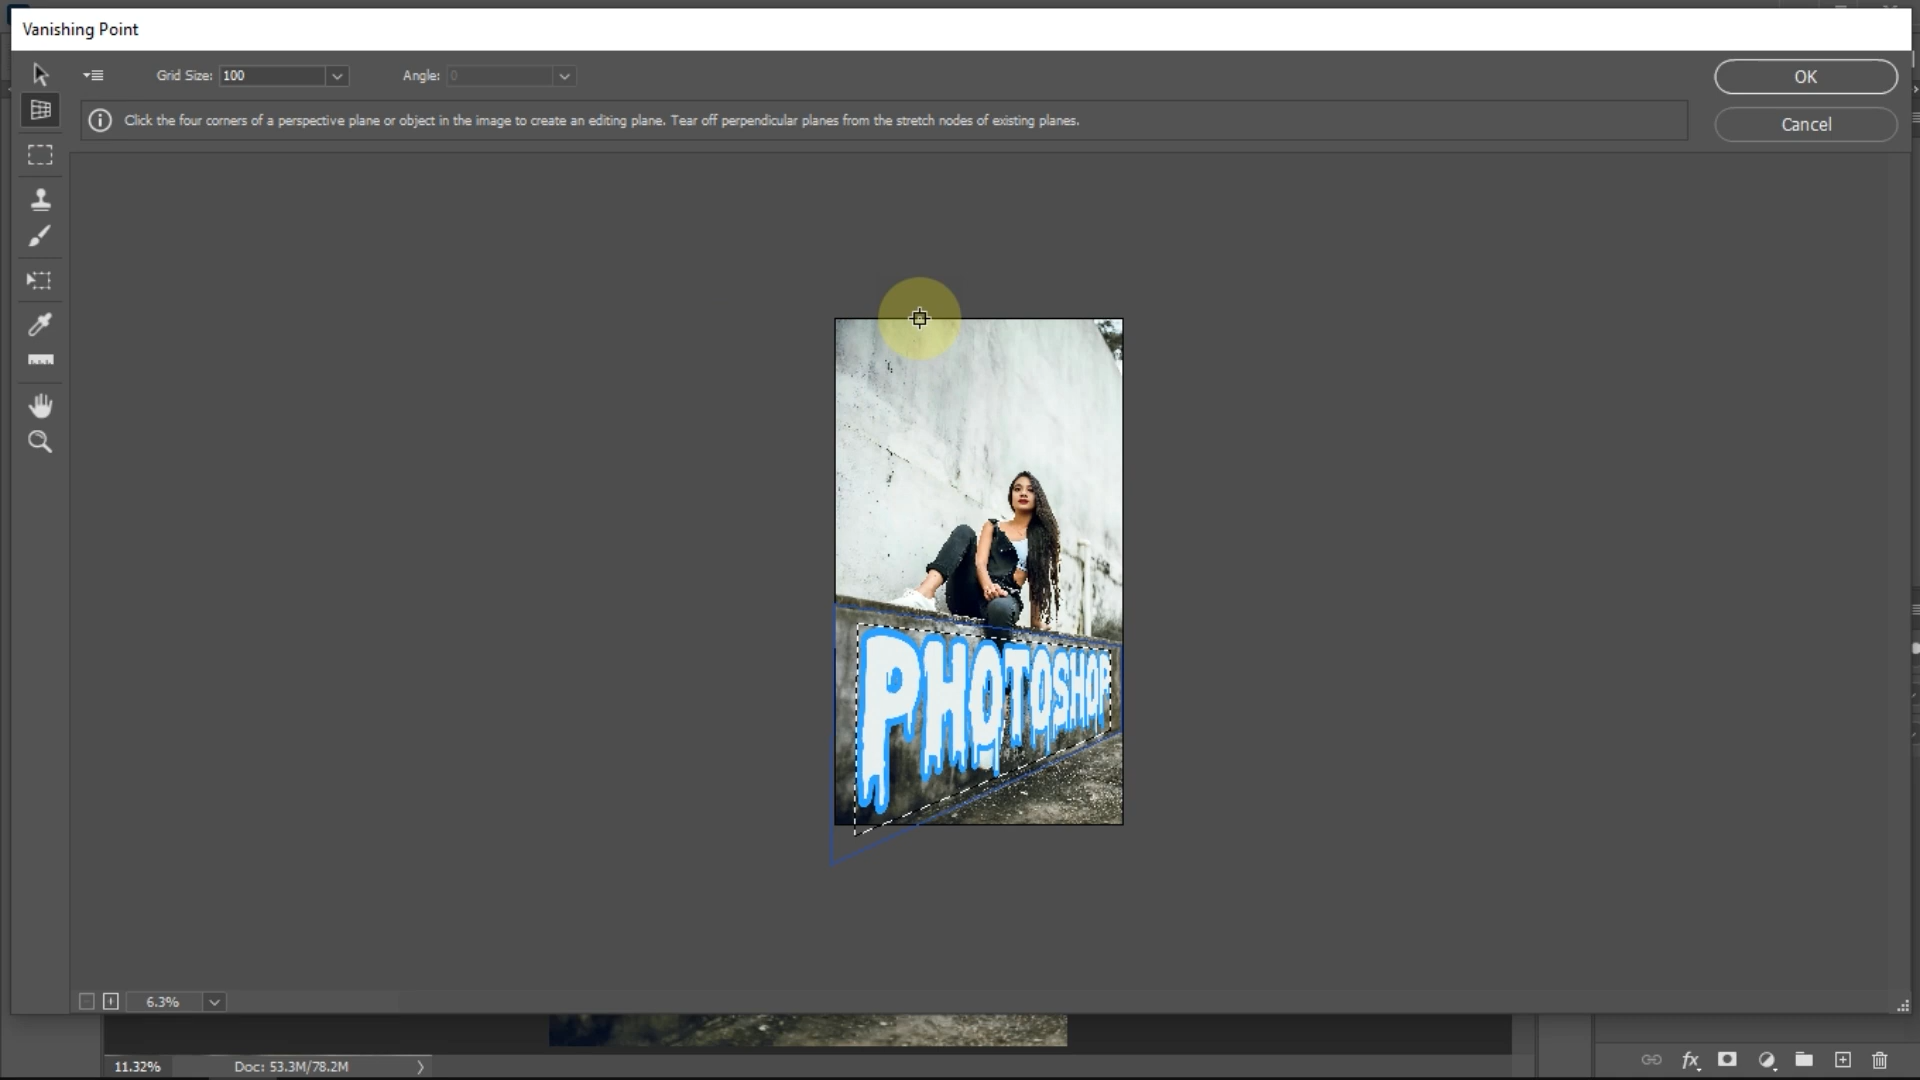 Vanishing Point
Grid Size: 100 Angle: 0
OK
Click the four corners of a perspective plane or object in the image to create an editing plane. Tear off perpendicular planes from the stretch nodes of existing planes.
Cancel
PHOTOSHOP
6.3%
11.32% Doc: 53.3M/78.2M
fx